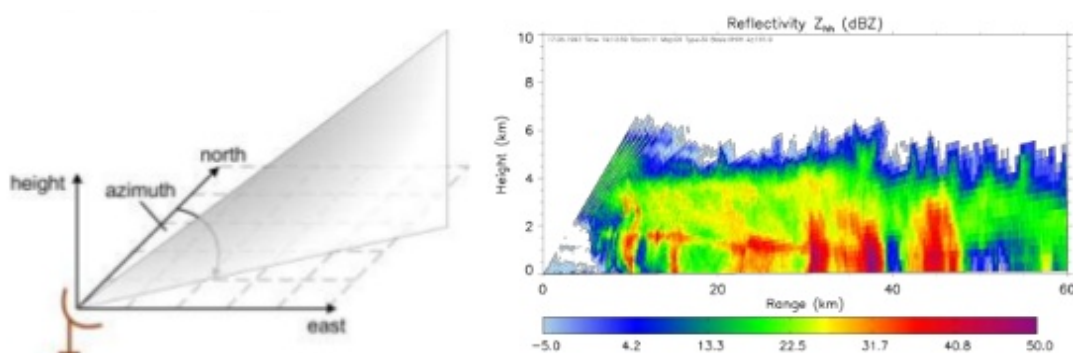 height
north
azimuth
east
Reflectivity Zhh (dBZ)
Height (km)
10
8
6
4
2
0
0 20 40 60
Range (km)
-5.0 4.2 13.3 22.5 31.7 40.8 50.0